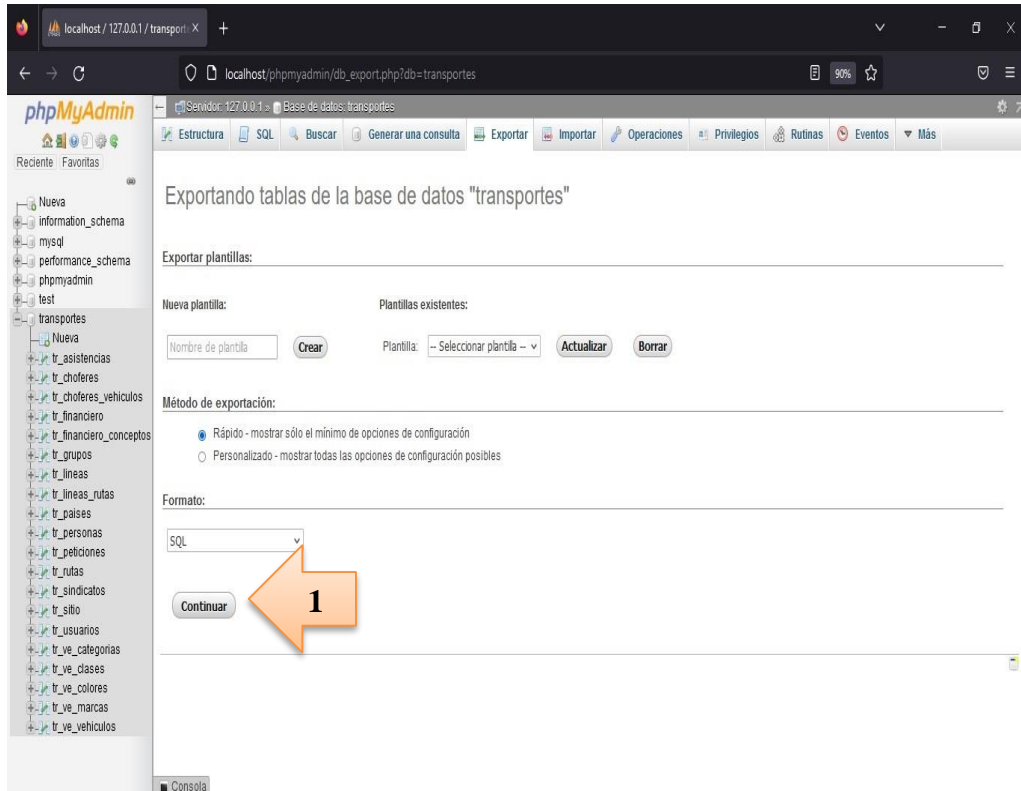 localhost / 127.0.0.1 / transporte
localhost/phpmyadmin/db_export.php?db=transportes
90%
phpMyAdmin
Reciente Favoritas
Nueva
information_schema
mysql
performance_schema
phpmyadmin
test
transportes
Nueva
tr_asistencias
tr_choferes
tr_choferes_vehiculos
tr_financiero
tr_financiero_conceptos
tr_grupos
tr_lineas
tr_lineas_rutas
tr_paises
tr_personas
tr_peticiones
tr_rutas
tr_sindicatos
tr_sitio
tr_usuarios
tr_ve_categorias
tr_ve_clases
tr_ve_colores
tr_ve_marcas
tr_ve_vehiculos
Servidor: 127.0.0.1 » Base de datos: transportes
Estructura SQL Buscar Generar una consulta Exportar Importar Operaciones Privilegios Rutinas Eventos Más
Exportando tablas de la base de datos "transportes"
Exportar plantillas:
Nueva plantilla: Plantillas existentes:
Nombre de plantilla Crear Plantilla: -- Seleccionar plantilla -- Actualizar Borrar
Método de exportación:
Rápido - mostrar sólo el mínimo de opciones de configuración
Personalizado - mostrar todas las opciones de configuración posibles
Formato:
SQL
Continuar 1
Consola